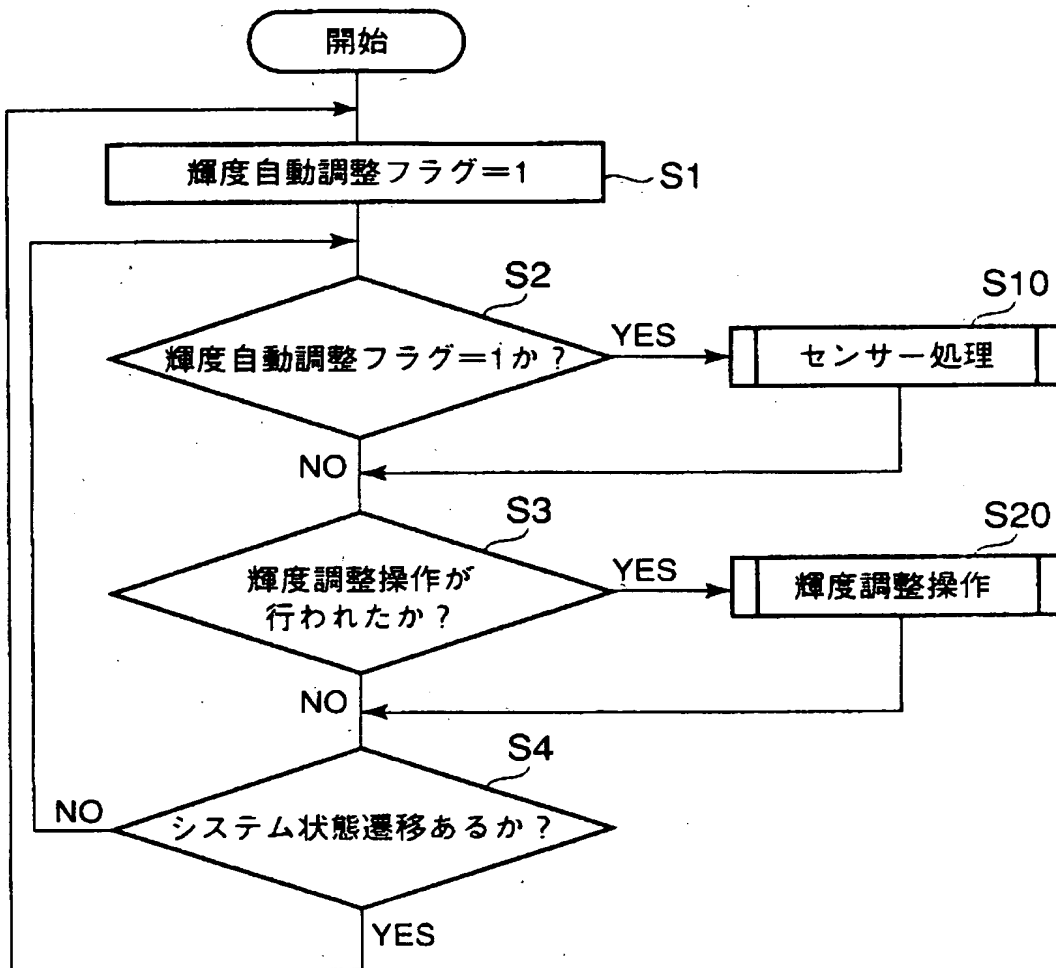 開始
輝度自動調整フラグ=1
S1
S2
輝度自動調整フラグ=1か?
YES
S10
センサー処理
NO
S3
輝度調整操作が
行われたか?
YES
S20
輝度調整操作
NO
S4
システム状態遷移あるか?
NO
YES